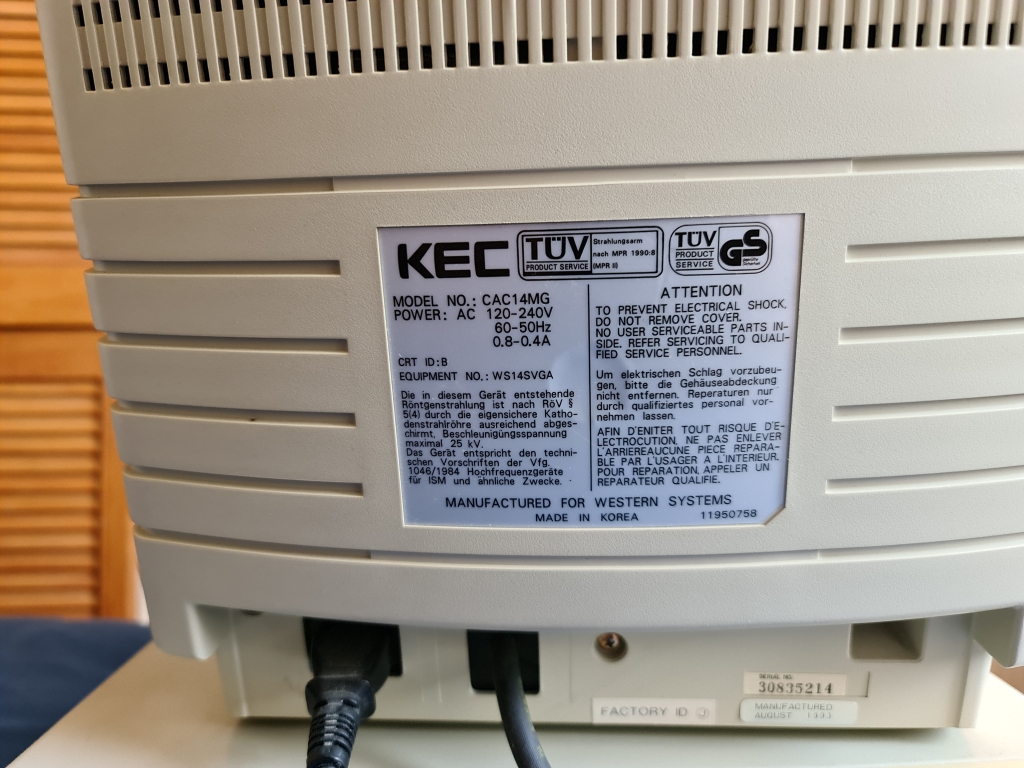 KEC
TÜV
PRODUCT SERVICE
Strahlungsarm
nach MPR 1990:8
(MPR II)
TÜV
PRODUCT
SERVICE
GS
geprüfte
Sicherheit
MODEL NO.: CAC14MG
POWER: AC 120-240V
60-50Hz
0.8-0.4A
CRT ID:B
EQUIPMENT NO.: WS14SVGA
Die in diesem Gerät entstehende
Röntgenstrahlung ist nach RöV §
5(4) durch die eigensichere Katho-
denstrahlröhre ausreichend abge-
schirmt, Beschleunigüngsspannung
maximal 25 kV.
Das Gerät entspricht den techni-
schen Vorschriften der Vfg.
1046/1984 Hochfrequenzgeräte
für ISM und ähnliche Zwecke.
ATTENTION
TO PREVENT ELECTRICAL SHOCK,
DO NOT REMOVE COVER.
NO USER SERVICEABLE PARTS IN-
SIDE. REFER SERVICING TO QUALI-
FIED SERVICE PERSONNEL.
Um elektrischen Schlag vorzubeu-
gen, bitte die Gehäuseabdeckung
nicht entfernen. Reperaturen nur
durch qualifiziertes personal vor-
nehmen lassen.
AFIN D'ENITER TOUT RISQUE D'E-
LECTROCUTION, NE PAS ENLEVER
L'ARRIEREAUCUNE PIECE REPARA-
BLE PAR L'USAGER A L'INTERIEUR.
POUR REPARATION, APPELER UN
REPARATEUR QUALIFIE.
MANUFACTURED FOR WESTERN SYSTEMS
MADE IN KOREA 11950758
SERIAL NO.
30835214
FACTORY ID J
MANUFACTURED
AUGUST 1993